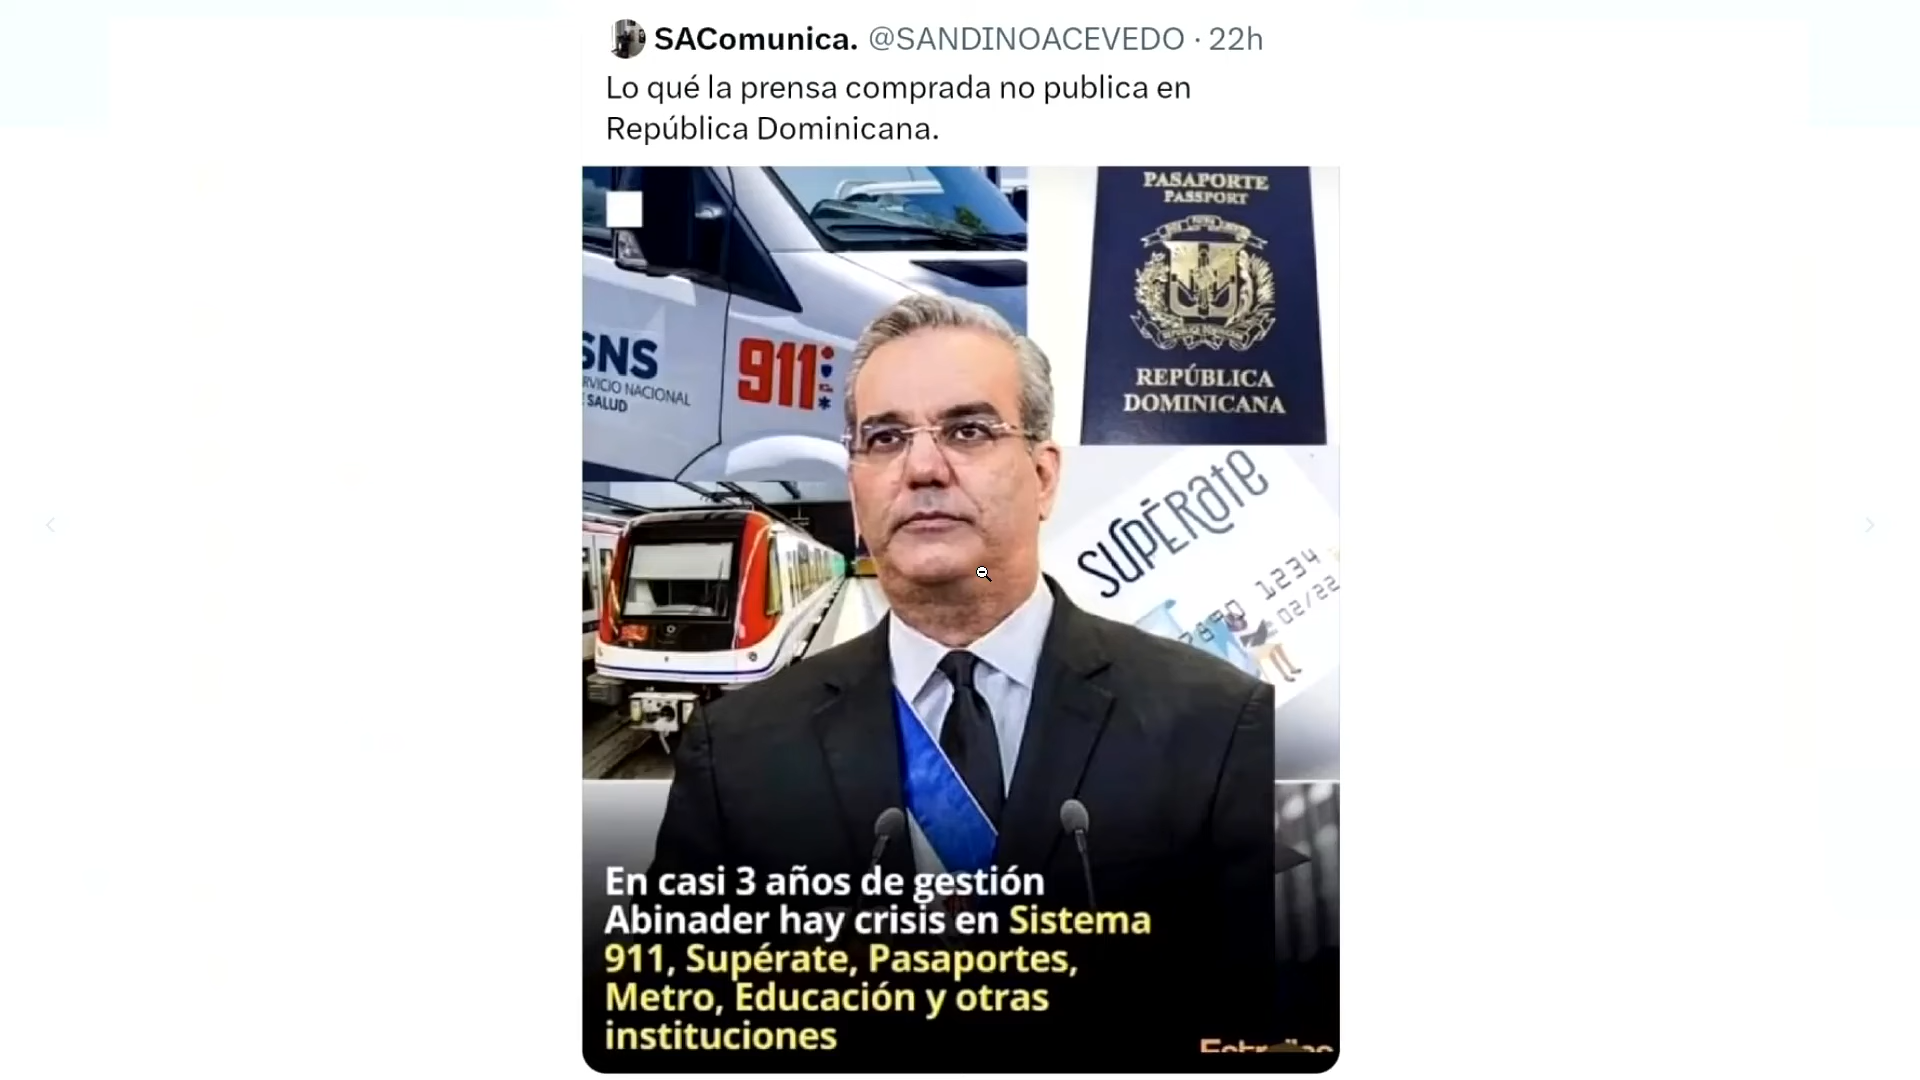 SAComunica. @SANDINOACEVEDO · 22h
Lo qué la prensa comprada no publica en
República Dominicana.
PASAPORTE
PASSPORT
REPÚBLICA
DOMINICANA
SNS
SERVICIO NACIONAL
SALUD
911
SUPÉRate
7890 1234
02/22
En casi 3 años de gestión
Abinader hay crisis en Sistema
911, Supérate, Pasaportes,
Metro, Educación y otras
instituciones